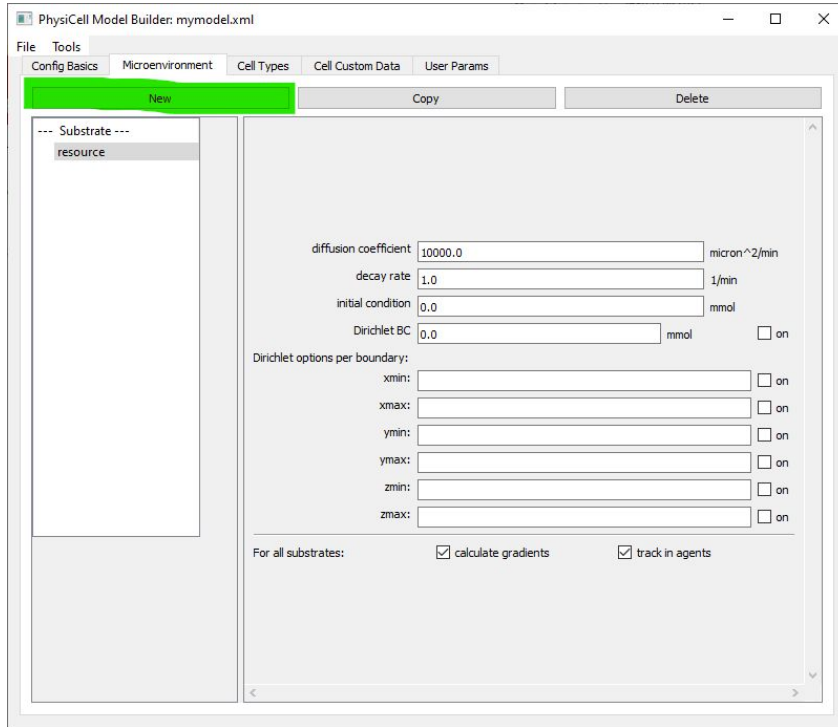 PhysiCell Model Builder: mymodel.xml
File Tools
Config Basics Microenvironment Cell Types Cell Custom Data User Params
New Copy Delete
--- Substrate ---
resource
diffusion coefficient 10000.0 micron^2/min
decay rate 1.0 1/min
initial condition 0.0 mmol
Dirichlet BC 0.0 mmol on
Dirichlet options per boundary:
xmin: on
xmax: on
ymin: on
ymax: on
zmin: on
zmax: on
For all substrates: calculate gradients track in agents